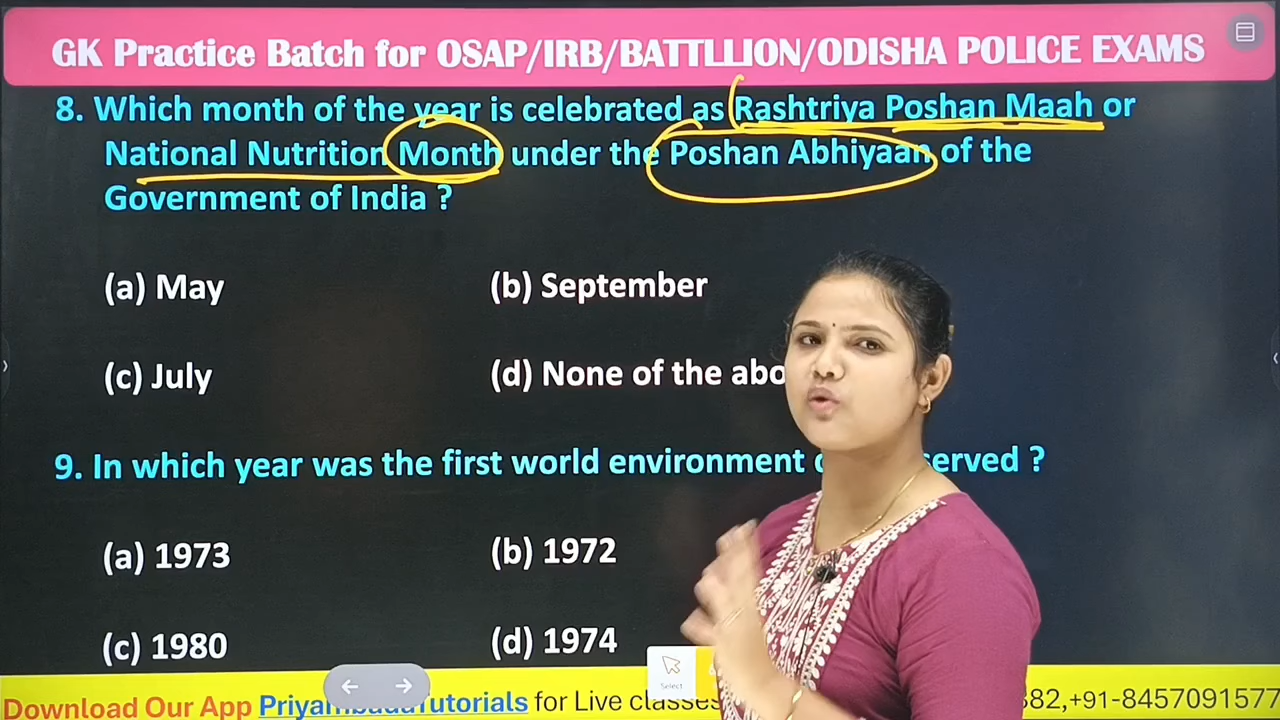 GK Practice Batch for OSAP/IRB/BATTLLION/ODISHA POLICE EXAMS
8. Which month of the year is celebrated as Rashtriya Poshan Maah or
National Nutrition Month under the Poshan Abhiyaan of the
Government of India ?
(a) May
(b) September
(c) July
(d) None of the abo
9. In which year was the first world environment served ?
(a) 1973
(b) 1972
(c) 1980
(d) 1974
Select
Download Our App PriyambadaTutorials for Live classes 382,+91-8457091577